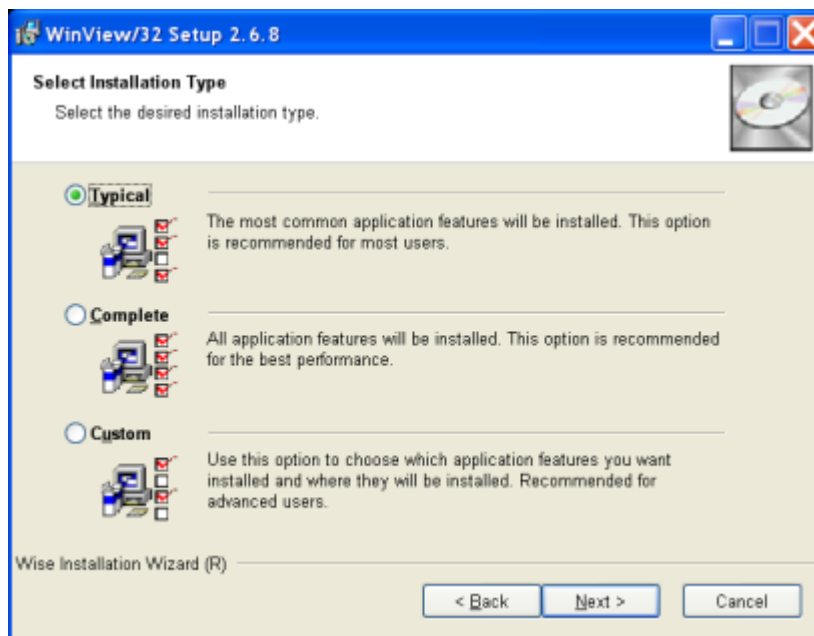 WinView/32 Setup 2.6.8
Select Installation Type
Select the desired installation type.
Typical
The most common application features will be installed. This option
is recommended for most users.
Complete
All application features will be installed. This option is recommended
for the best performance.
Custom
Use this option to choose which application features you want
installed and where they will be installed. Recommended for
advanced users.
Wise Installation Wizard (R)
< Back
Next >
Cancel